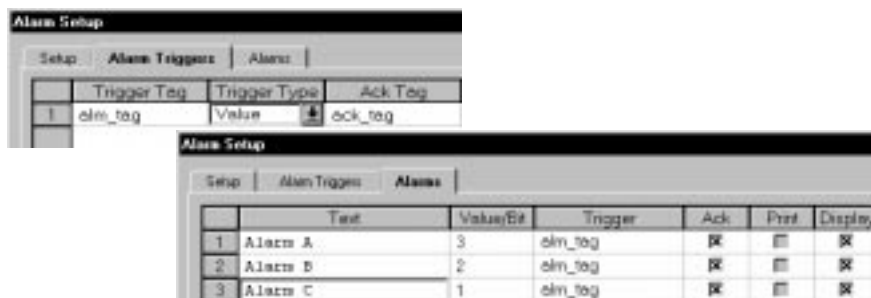 Alarm Setup
Setup Alarm Triggers Alarms
Trigger Tag Trigger Type Ack Tag
1 alm_tag Value ack_tag
Alarm Setup
Setup Alarm Triggers Alarms
Text Value/Bit Trigger Ack Print Display
1 Alarm A 3 alm_tag
2 Alarm B 2 alm_tag
3 Alarm C 1 alm_tag